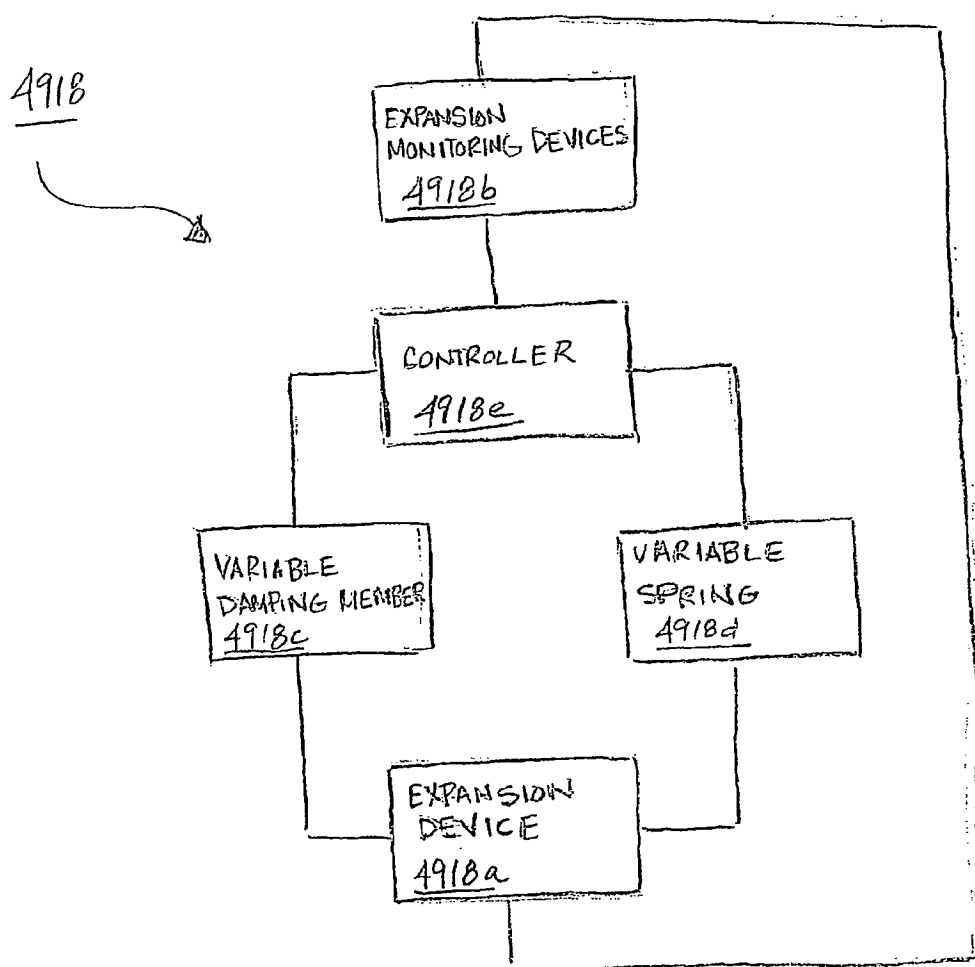 4918
EXPANSION
MONITORING DEVICES
4918b
CONTROLLER
4918e
VARIABLE
DAMPING MEMBER
4918c
VARIABLE
SPRING
4918d
EXPANSION
DEVICE
4918a